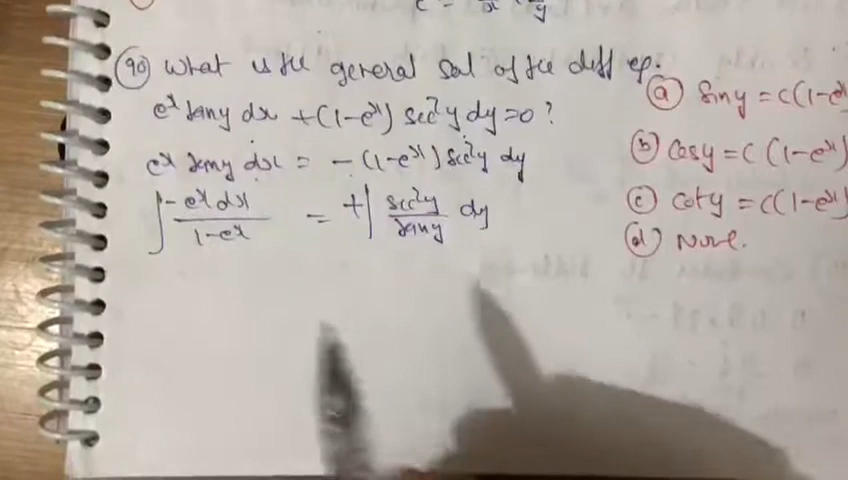 90 What is the general sol of the diff eq.
e^x tany dx + (1-e^x) sec²y dy=0?
e^x tany dx = -(1-e^x) sec²y dy
∫ -e^x dx / 1-e^x = +∫ sec²y / tany dy
a siny = c(1-e^x
b cosy = c(1-e^x)
c coty = c(1-e^x)
d None.